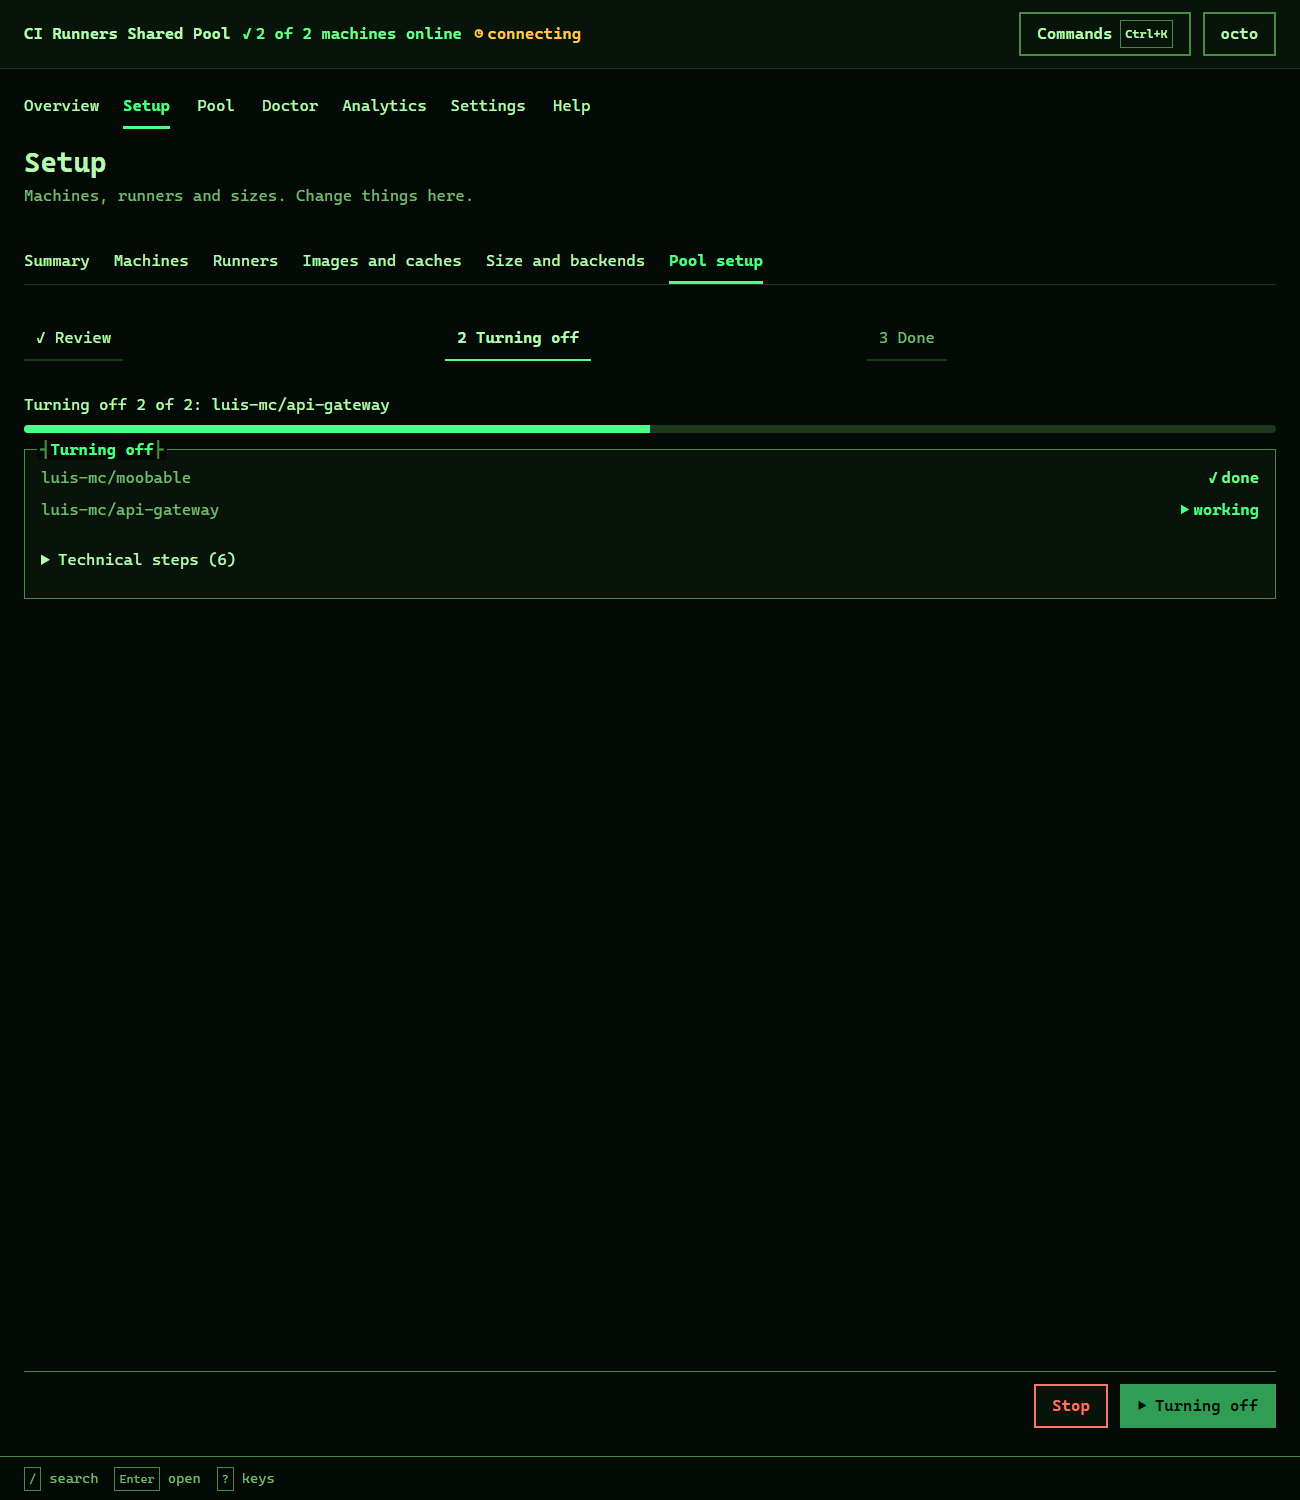 CI Runners Shared Pool ✓ 2 of 2 machines online connecting Commands Ctrl+K octo
Overview Setup Pool Doctor Analytics Settings Help
Setup
Machines, runners and sizes. Change things here.
Summary Machines Runners Images and caches Size and backends Pool setup
✓ Review 2 Turning off 3 Done
Turning off 2 of 2: luis-mc/api-gateway
Turning off
luis-mc/moobable ✓ done
luis-mc/api-gateway ▶ working
▶ Technical steps (6)
Stop ▶ Turning off
/ search Enter open ? keys